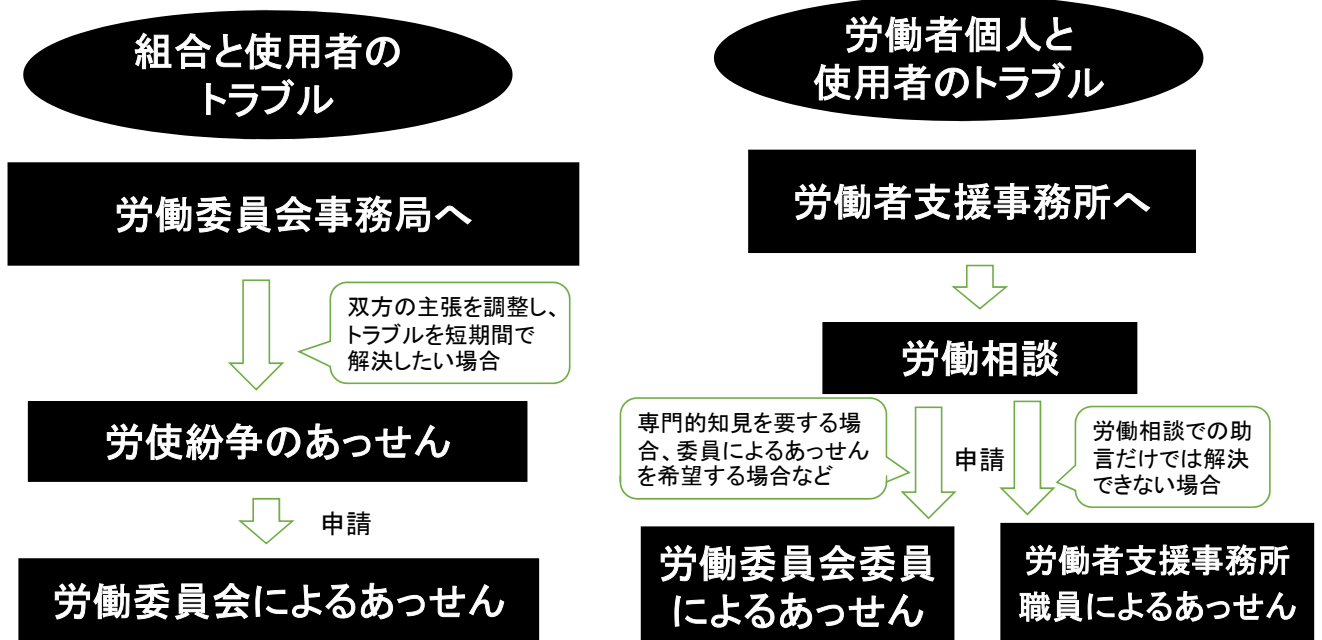 組合と使用者の
トラブル
労働委員会事務局へ
双方の主張を調整し、
トラブルを短期間で
解決したい場合
労使紛争のあっせん
申請
労働委員会によるあっせん
労働者個人と
使用者のトラブル
労働者支援事務所へ
労働相談
専門的知見を要する場
合、委員によるあっせん
を希望する場合など
申請
労働相談での助
言だけでは解決
できない場合
労働委員会委員
によるあっせん
労働者支援事務所
職員によるあっせん